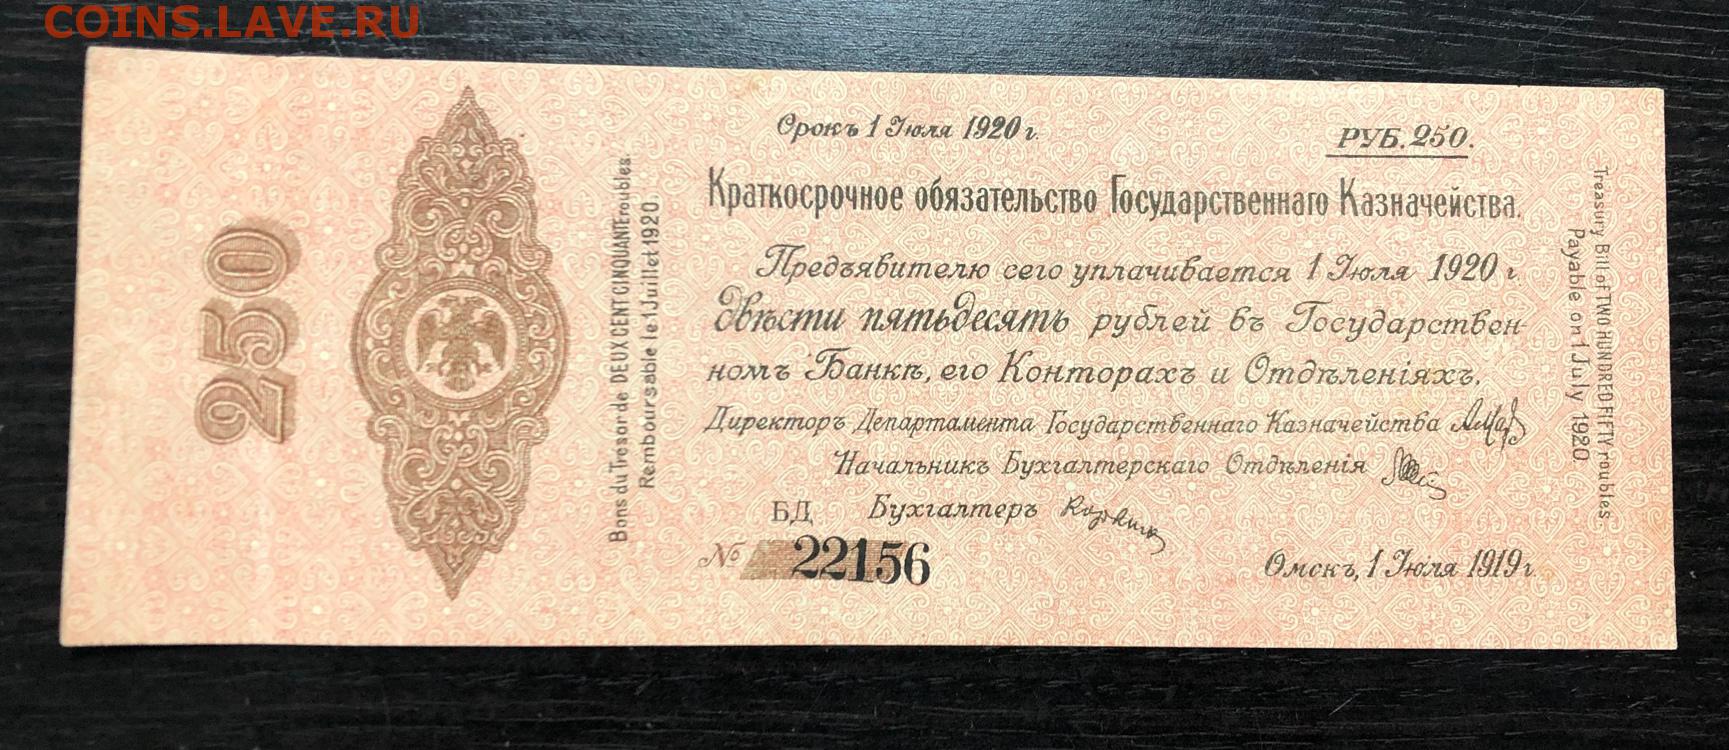 COINS.LAVE.RU
250
Bons du Tresor de DEUX CENT CINQUANTE roubles.
Remboursable le 1 Juillet 1920.
Срокъ 1 Іюля 1920 г.
РУБ. 250.
Краткосрочное обязательство Государственнаго Казначейства.
Предъявителю сего уплачивается 1 Іюля 1920 г.
двѣсти пятьдесятъ рублей въ Государствен-
номъ Банкѣ, его Конторахъ и Отдѣленіяхъ.
Директоръ Департамента Государственнаго Казначейства
Начальникъ Бухгалтерскаго Отдѣленія
БД Бухгалтеръ
№ 22156
Омскъ, 1 Іюля 1919 г.
Treasury Bill of TWO HUNDRED FIFTY roubles.
Payable on 1 July 1920.